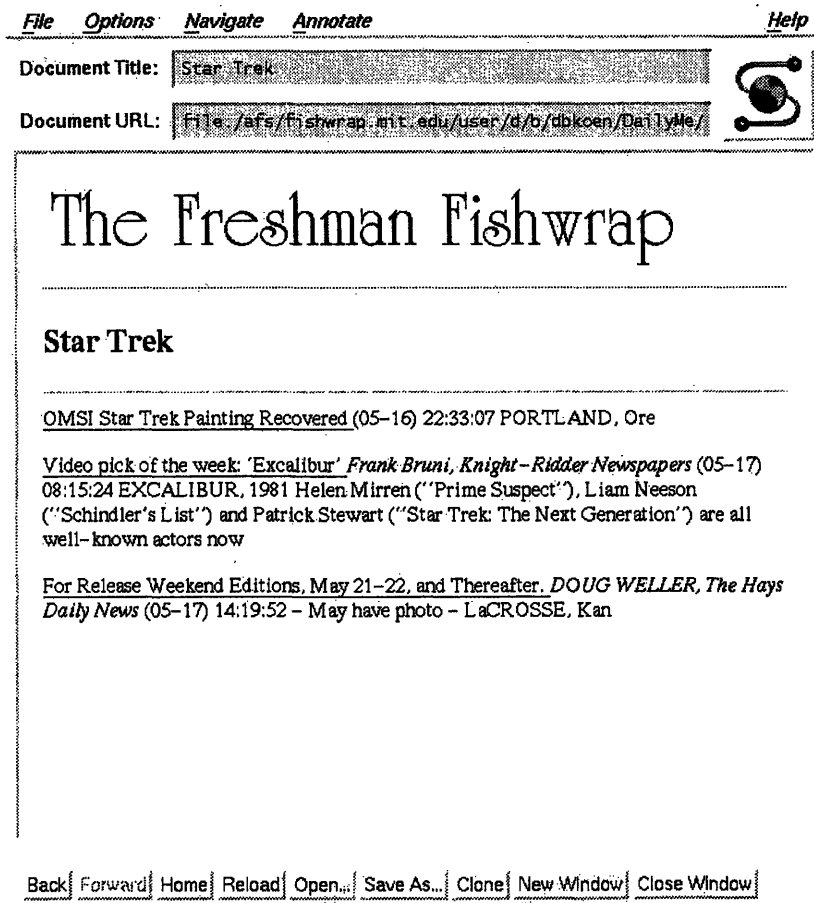 File Options Navigate Annotate Help
Document Title: Star Trek
Document URL: file:/afs/fishwrap.mit.edu/user/d/b/dbkoen/DailyMe/
The Freshman Fishwrap
Star Trek
OMSI Star Trek Painting Recovered (05-16) 22:33:07 PORTLAND, Ore
Video pick of the week: 'Excalibur' Frank Bruni, Knight-Ridder Newspapers (05-17)
08:15:24 EXCALIBUR, 1981 Helen Mirren (''Prime Suspect''), Liam Neeson
(''Schindler's List'') and Patrick Stewart (''Star Trek: The Next Generation'') are all
well-known actors now
For Release Weekend Editions, May 21-22, and Thereafter. DOUG WELLER, The Hays
Daily News (05-17) 14:19:52 - May have photo - LaCROSSE, Kan
Back Forward Home Reload Open... Save As... Clone New Window Close Window